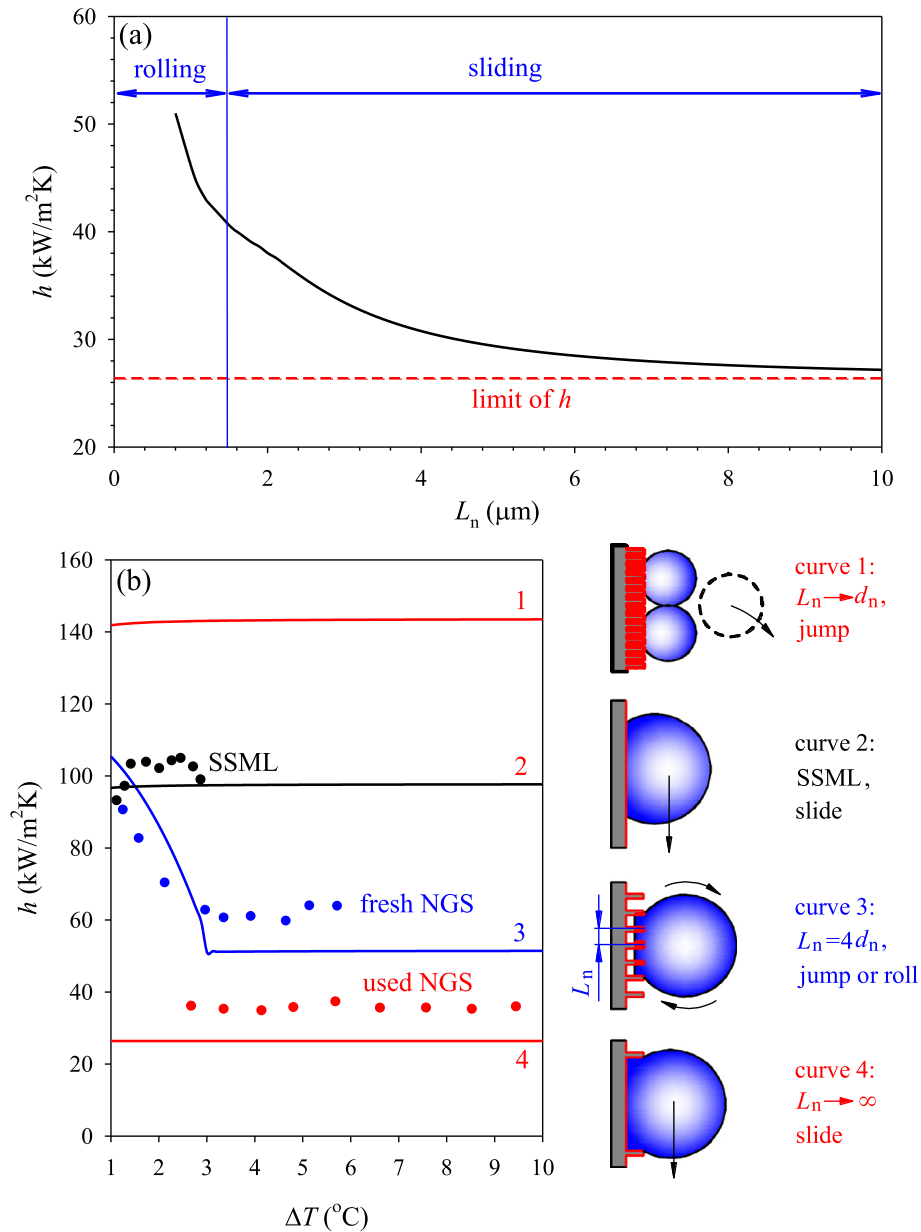 (a)
rolling
sliding
limit of h
60
50
40
30
20
h (kW/m²K)
0 2 4 6 8 10
Lₙ (μm)
(b)
160
140
120
100
80
60
40
20
0
h (kW/m²K)
1
SSML
2
fresh NGS
3
used NGS
4
1 2 3 4 5 6 7 8 9 10
ΔT (°C)
curve 1:
Lₙ→dₙ,
jump
curve 2:
SSML,
slide
Lₙ
curve 3:
Lₙ=4dₙ,
jump or roll
curve 4:
Lₙ→∞
slide